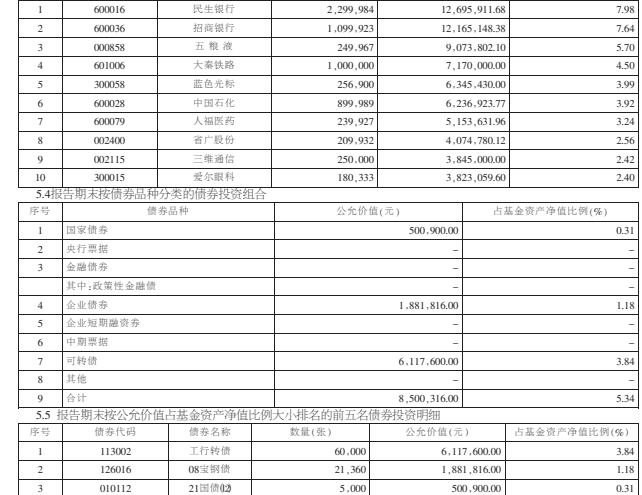 1 600016 民生银行 2,299,984 12,695,911.68 7.98
2 600036 招商银行 1,099,923 12,165,148.38 7.64
3 000858 五 粮 液 249,967 9,073,802.10 5.70
4 601006 大秦铁路 1,000,000 7,170,000.00 4.50
5 300058 蓝色光标 256,900 6,345,430.00 3.99
6 600028 中国石化 899,989 6,236,923.77 3.92
7 600079 人福医药 239,927 5,153,631.96 3.24
8 002400 省广股份 209,932 4,074,780.12 2.56
9 002115 三维通信 250,000 3,845,000.00 2.42
10 300015 爱尔眼科 180,333 3,823,059.60 2.40
5.4报告期末按债券品种分类的债券投资组合
序号 债券品种 公允价值(元) 占基金资产净值比例(%)
1 国家债券 500,900.00 0.31
2 央行票据 – –
3 金融债券 – –
其中:政策性金融债 – –
4 企业债券 1,881,816.00 1.18
5 企业短期融资券 – –
6 中期票据 – –
7 可转债 6,117,600.00 3.84
8 其他 – –
9 合计 8,500,316.00 5.34
5.5 报告期末按公允价值占基金资产净值比例大小排名的前五名债券投资明细
序号 债券代码 债券名称 数量(张) 公允价值(元) 占基金资产净值比例(%)
1 113002 工行转债 60,000 6,117,600.00 3.84
2 126016 08宝钢债 21,360 1,881,816.00 1.18
3 010112 21国债⑿ 5,000 500,900.00 0.31